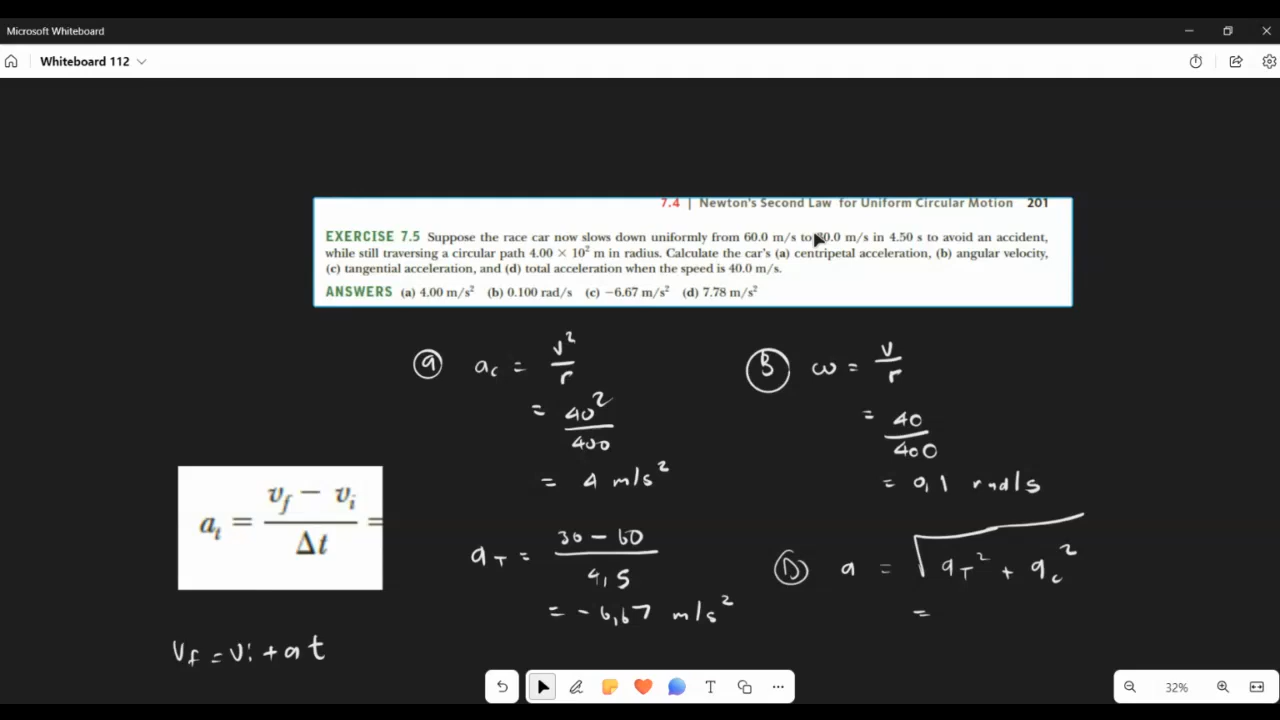 Microsoft Whiteboard
Whiteboard 112
7.4 | Newton's Second Law for Uniform Circular Motion 201
EXERCISE 7.5 Suppose the race car now slows down uniformly from 60.0 m/s to 0.0 m/s in 4.50 s to avoid an accident,
while still traversing a circular path 4.00 × 10² m in radius. Calculate the car's (a) centripetal acceleration, (b) angular velocity,
(c) tangential acceleration, and (d) total acceleration when the speed is 40.0 m/s.
ANSWERS (a) 4.00 m/s² (b) 0.100 rad/s (c) −6.67 m/s² (d) 7.78 m/s²
a ac = v²/r
= 40²/400
= 4 m/s²
B ω = v/r
= 40/400
= 0,1 rad/s
at = vf − vi / Δt =
aT = 30 − 60 / 4,5
= - 6,67 m/s²
D a = √aT² + ac²
=
vf = vi + at
T
32%